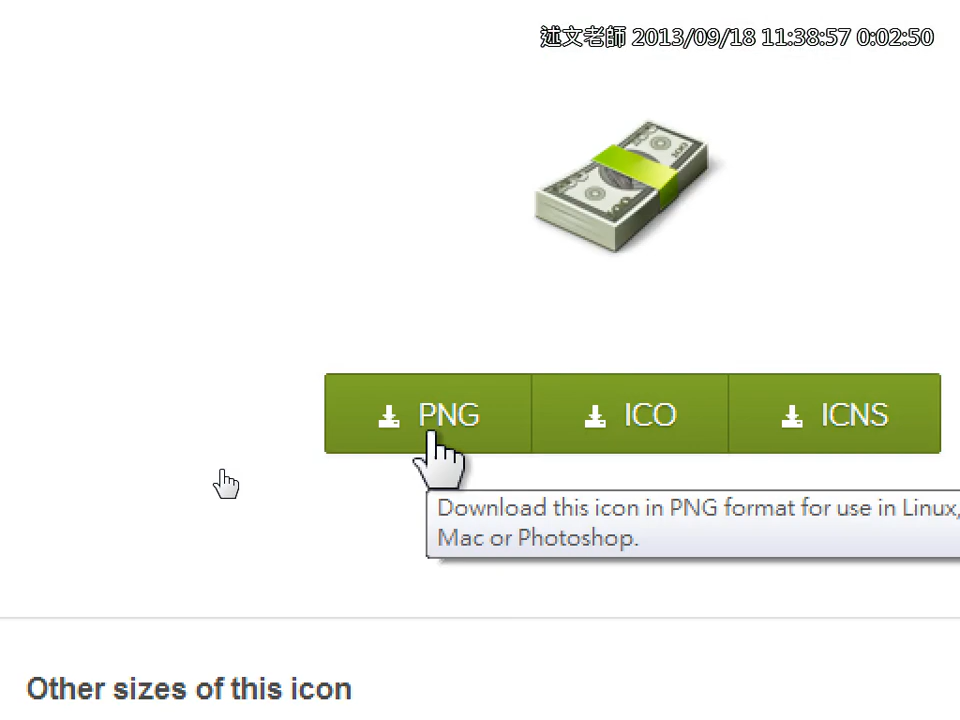 述文老師 2013/09/18 11:38:57 0:02:50
PNG
ICO
ICNS
Download this icon in PNG format for use in Linux,
Mac or Photoshop.
Other sizes of this icon